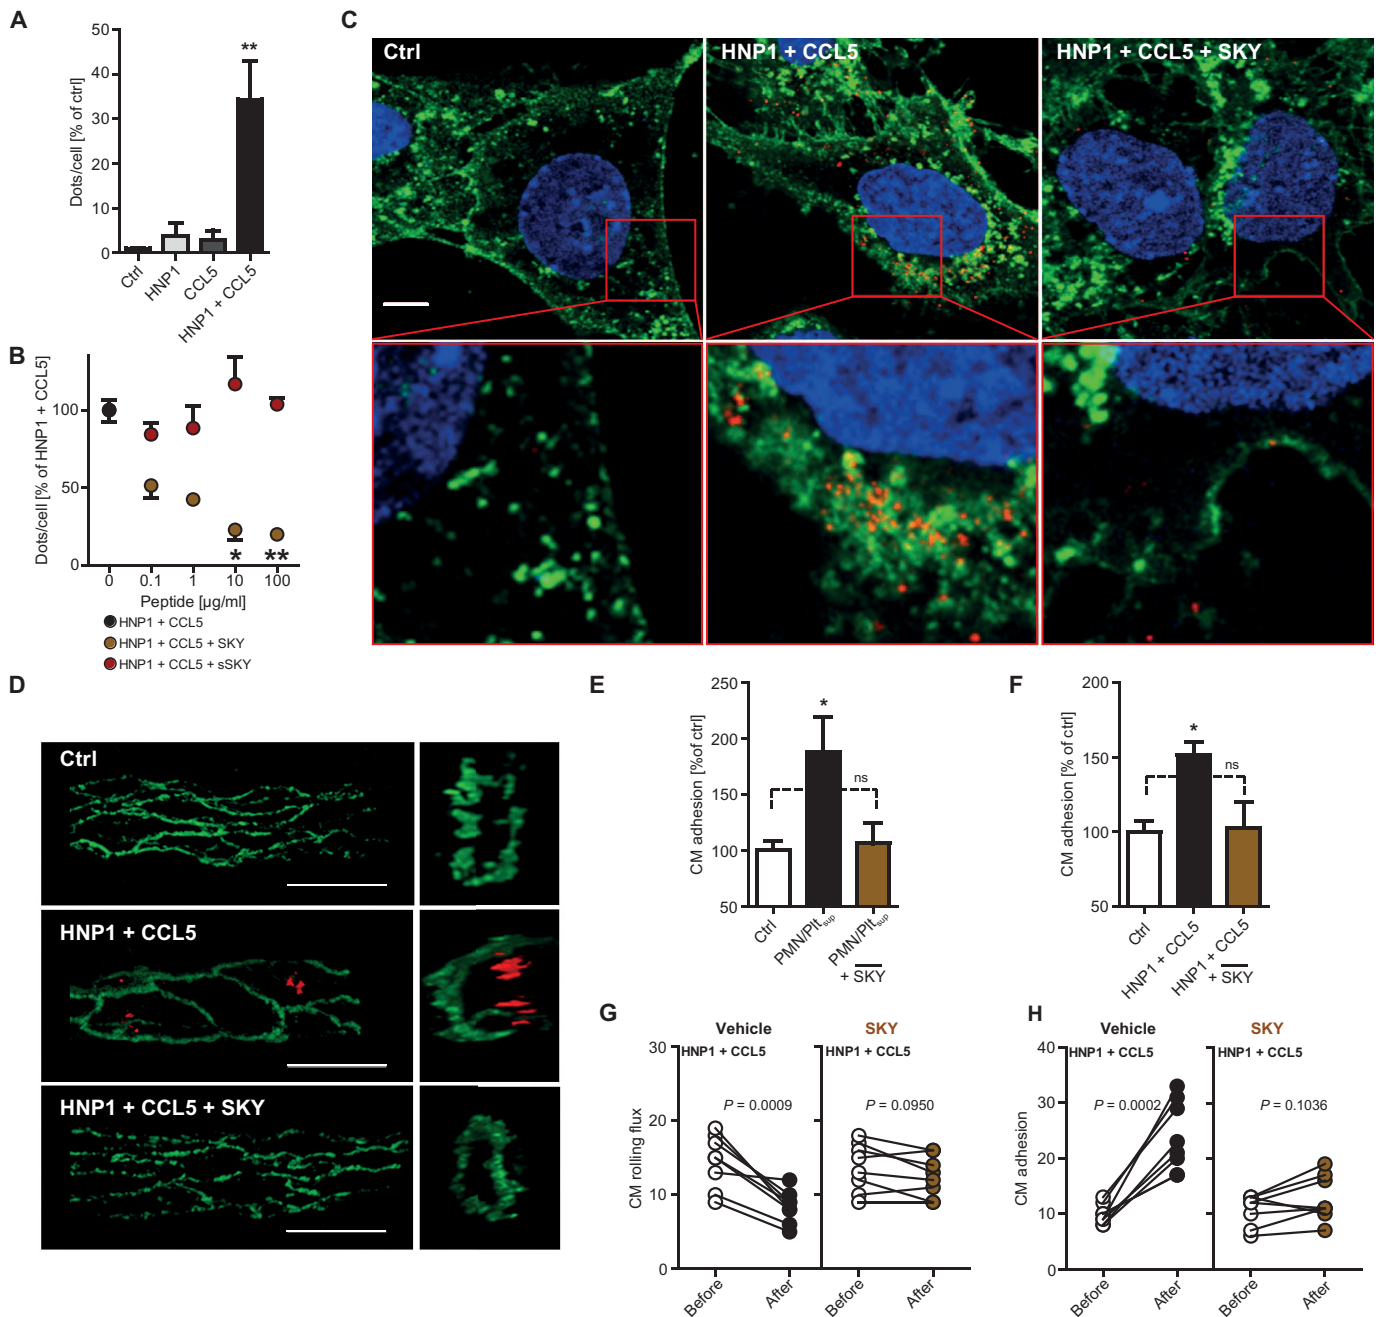 A
Dots/cell [% of ctrl]
50
40
30
20
10
0
**
Ctrl
HNP1
CCL5
HNP1 + CCL5
B
Dots/cell [% of HNP1 + CCL5]
100
50
0
* **
0 0.1 1 10 100
Peptide [µg/ml]
HNP1 + CCL5
HNP1 + CCL5 + SKY
HNP1 + CCL5 + sSKY
C
Ctrl
HNP1 + CCL5
HNP1 + CCL5 + SKY
D
Ctrl
HNP1 + CCL5
HNP1 + CCL5 + SKY
E
CM adhesion [%of ctrl]
250
200
150
100
50
*
ns
Ctrl
PMN/Plt sup
PMN/Plt sup
+ SKY
F
CM adhesion [% of ctrl]
200
150
100
50
*
ns
Ctrl
HNP1 + CCL5
HNP1 + CCL5
+ SKY
G
Vehicle
SKY
HNP1 + CCL5
HNP1 + CCL5
CM rolling flux
30
20
10
0
P = 0.0009
P = 0.0950
Before
After
Before
After
H
Vehicle
SKY
HNP1 + CCL5
HNP1 + CCL5
CM adhesion
40
30
20
10
0
P = 0.0002
P = 0.1036
Before
After
Before
After